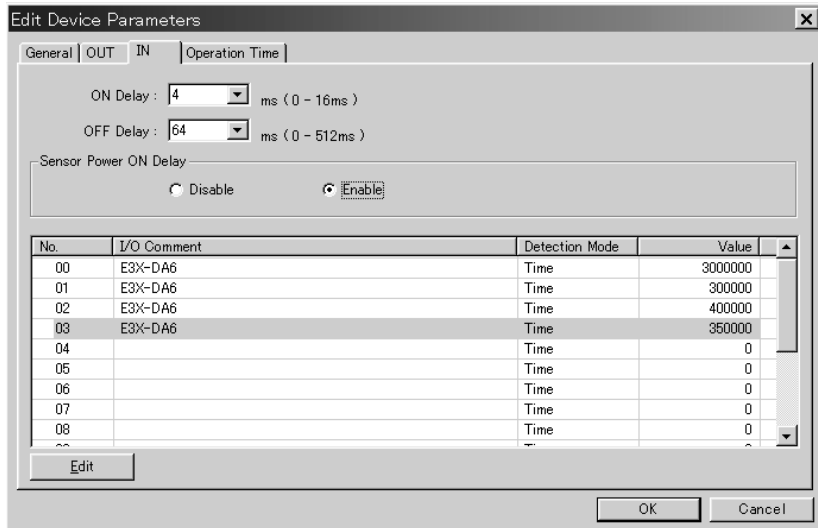 Edit Device Parameters
General OUT IN Operation Time
ON Delay : 4 ms ( 0 - 16ms )
OFF Delay : 64 ms ( 0 - 512ms )
Sensor Power ON Delay
Disable Enable
No. I/O Comment Detection Mode Value
00 E3X-DA6 Time 3000000
01 E3X-DA6 Time 300000
02 E3X-DA6 Time 400000
03 E3X-DA6 Time 350000
04 Time 0
05 Time 0
06 Time 0
07 Time 0
08 Time 0
Edit
OK Cancel